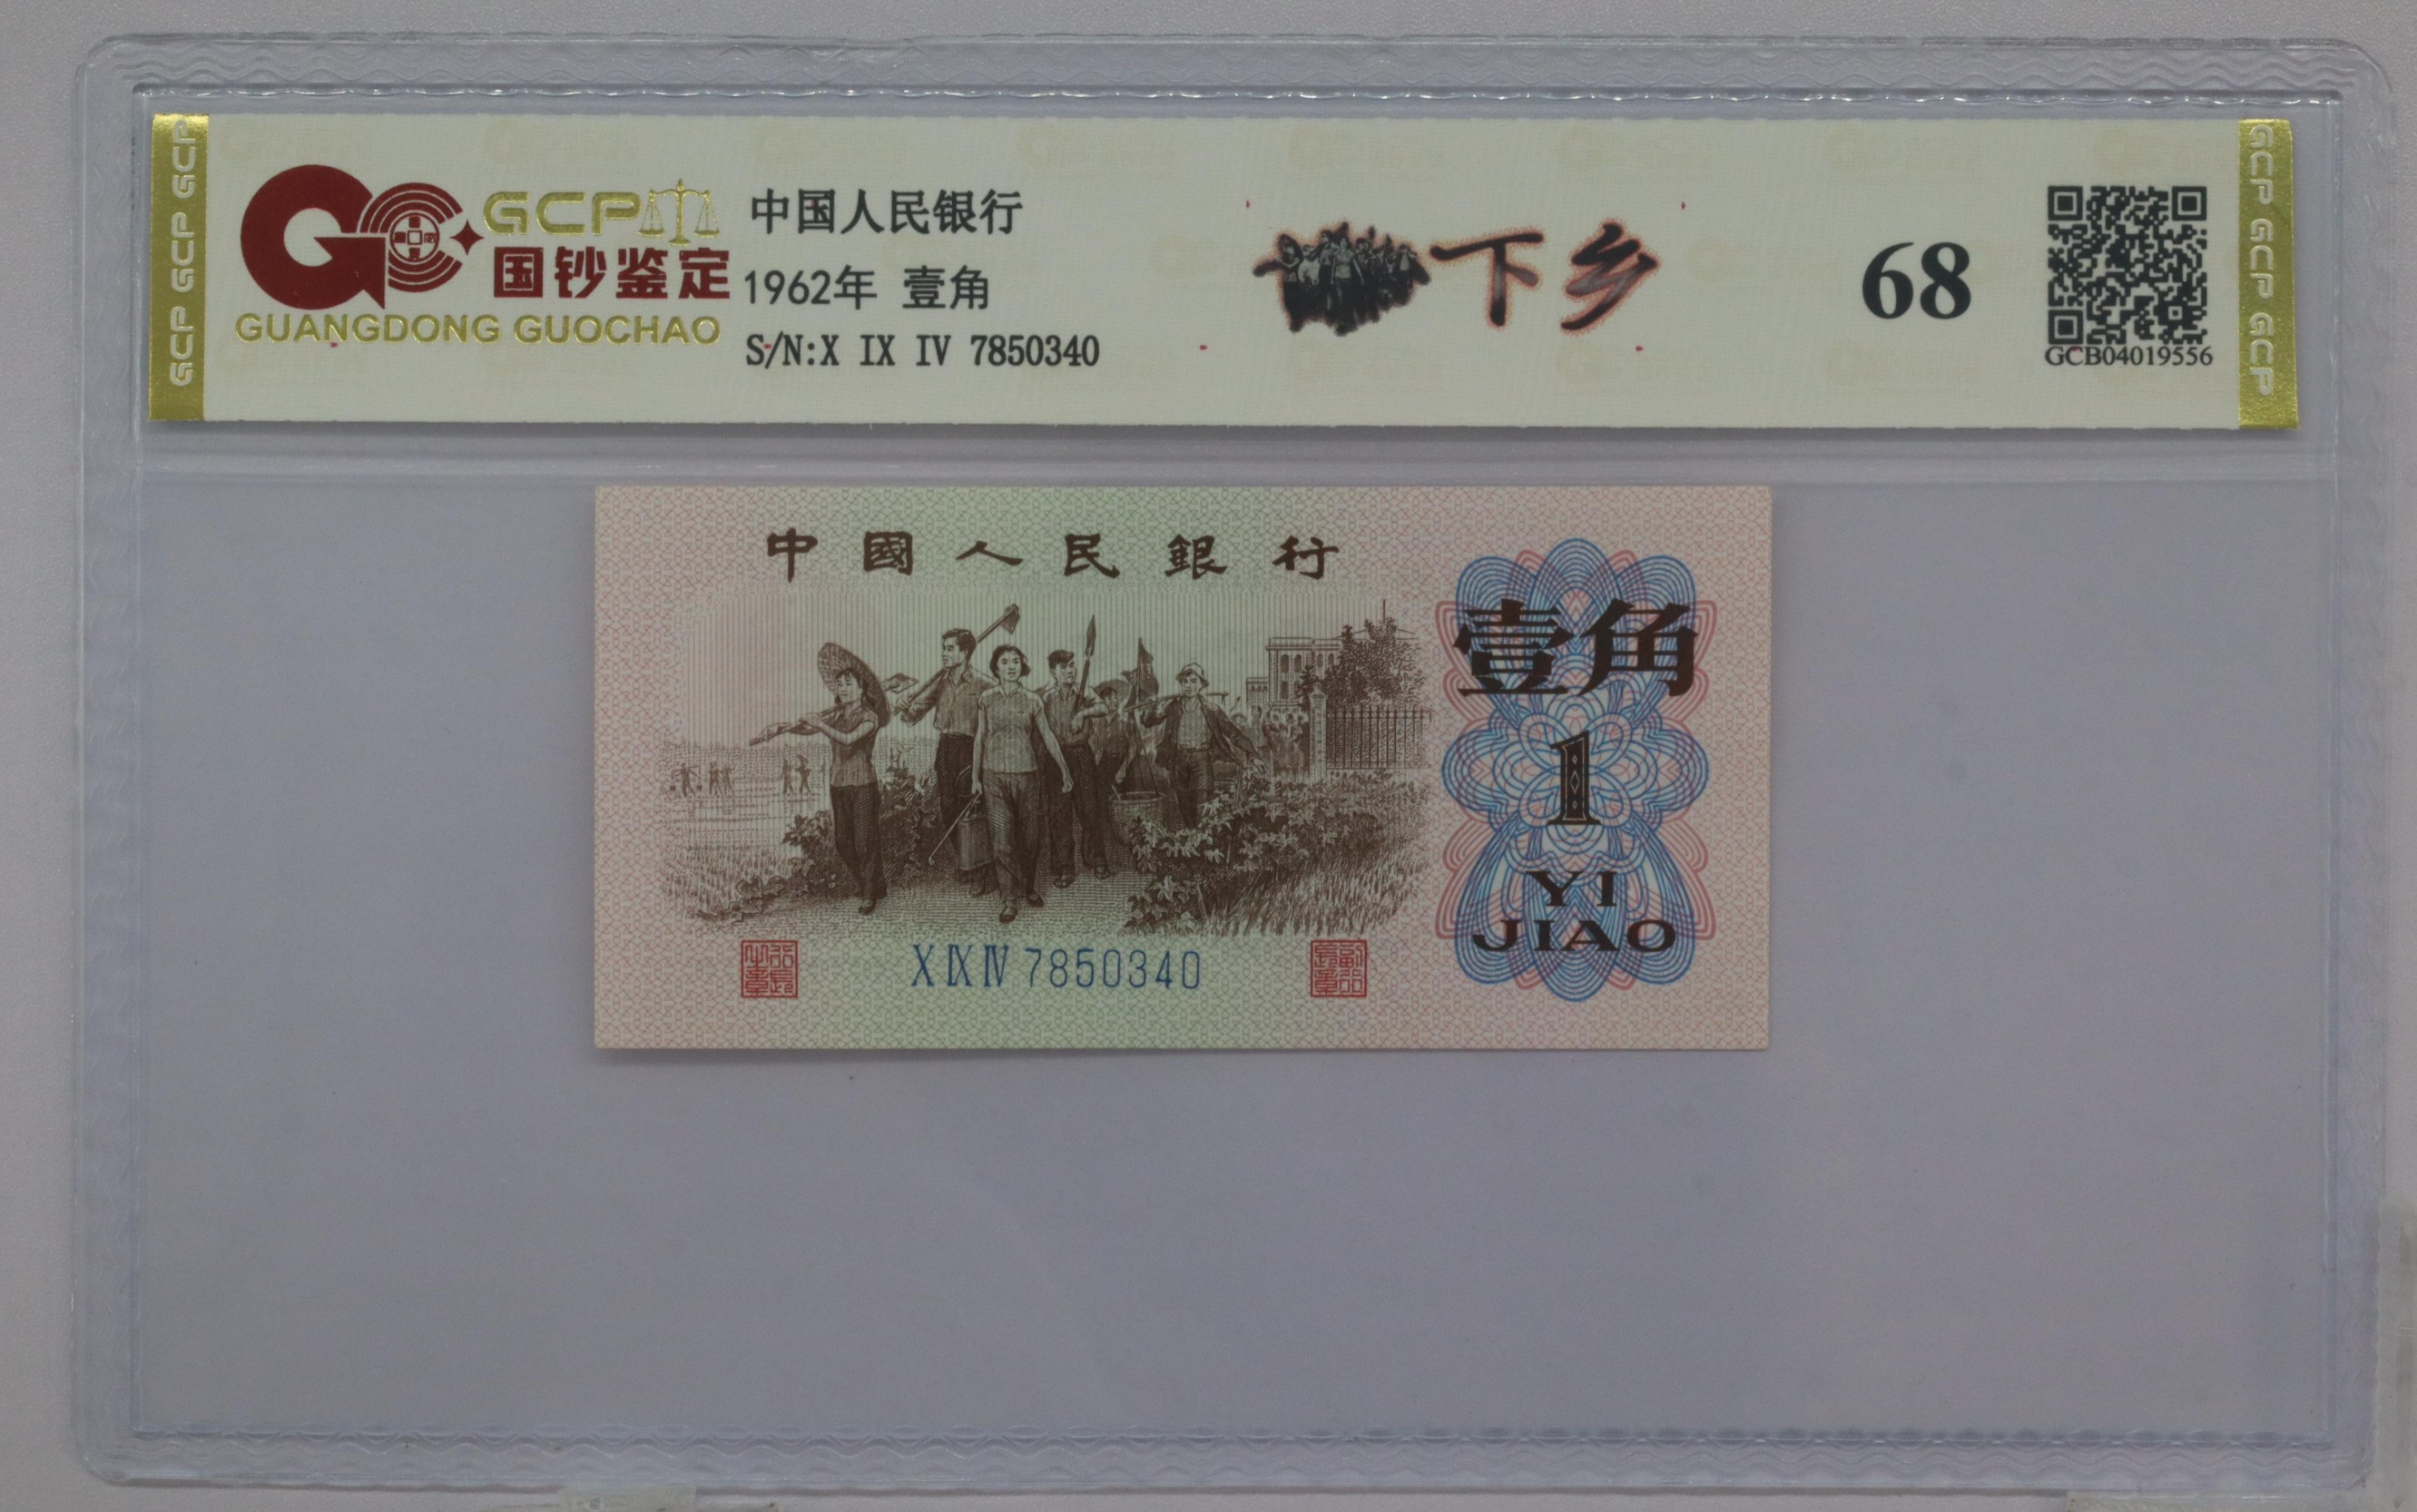 GCP GCP GCP
GCP
国钞鉴定
GUANGDONG GUOCHAO
中国人民银行
1962年 壹角
S/N:X IX IV 7850340
下乡
68
GCB04019556
GCP GCP GCP
中國人民銀行
壹角
1
YI
JIAO
X IX IV 7850340